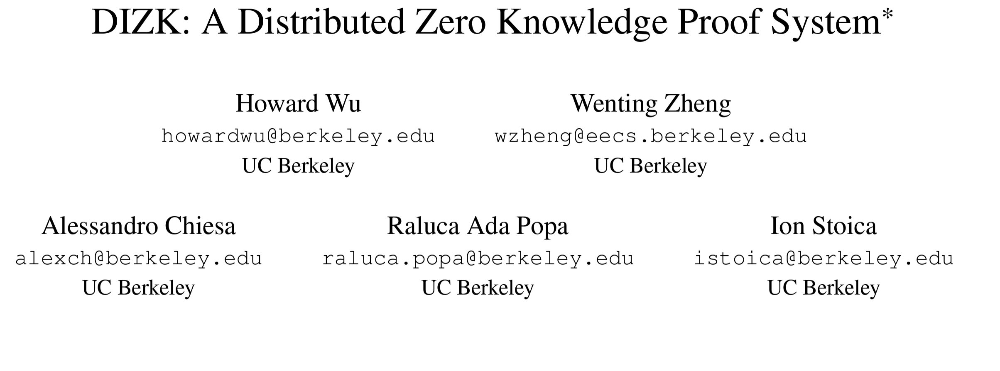 DIZK: A Distributed Zero Knowledge Proof System*
Howard Wu
howardwu@berkeley.edu
UC Berkeley
Wenting Zheng
wzheng@eecs.berkeley.edu
UC Berkeley
Alessandro Chiesa
alexch@berkeley.edu
UC Berkeley
Raluca Ada Popa
raluca.popa@berkeley.edu
UC Berkeley
Ion Stoica
istoica@berkeley.edu
UC Berkeley